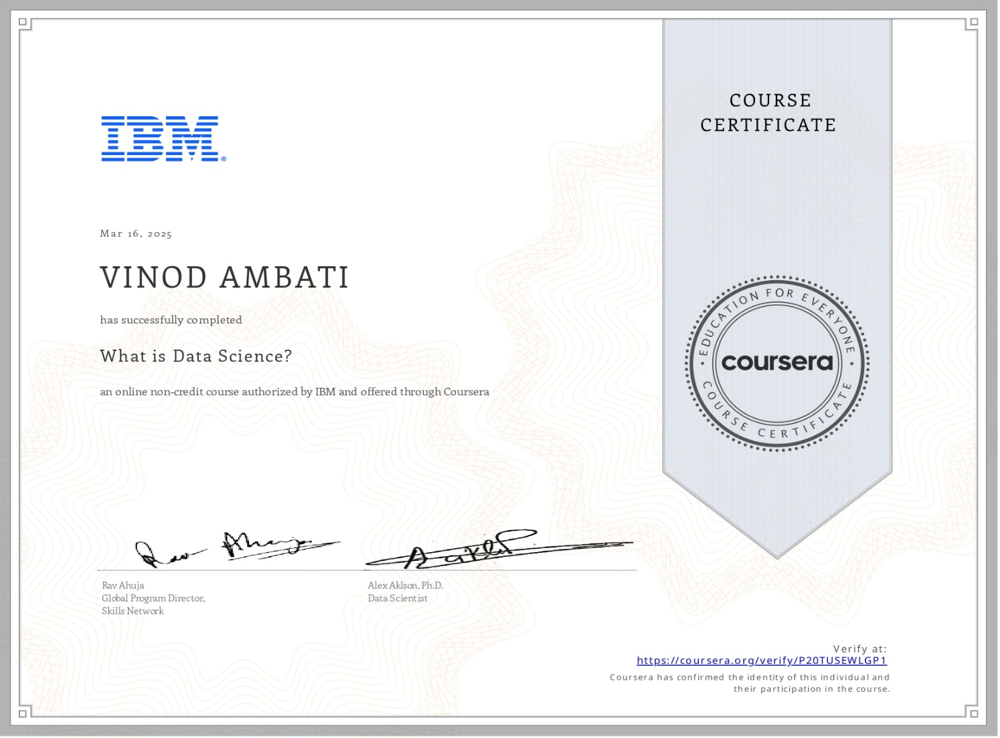 COURSE
CERTIFICATE
IBM®
Mar 16, 2025
VINOD AMBATI
has successfully completed
What is Data Science?
an online non-credit course authorized by IBM and offered through Coursera
EDUCATION FOR EVERYONE
coursera
COURSE CERTIFICATE
Rav Ahuja
Global Program Director,
Skills Network
Alex Aklson, Ph.D.
Data Scientist
Verify at:
https://coursera.org/verify/P20TUSEWLGP1
Coursera has confirmed the identity of this individual and
their participation in the course.